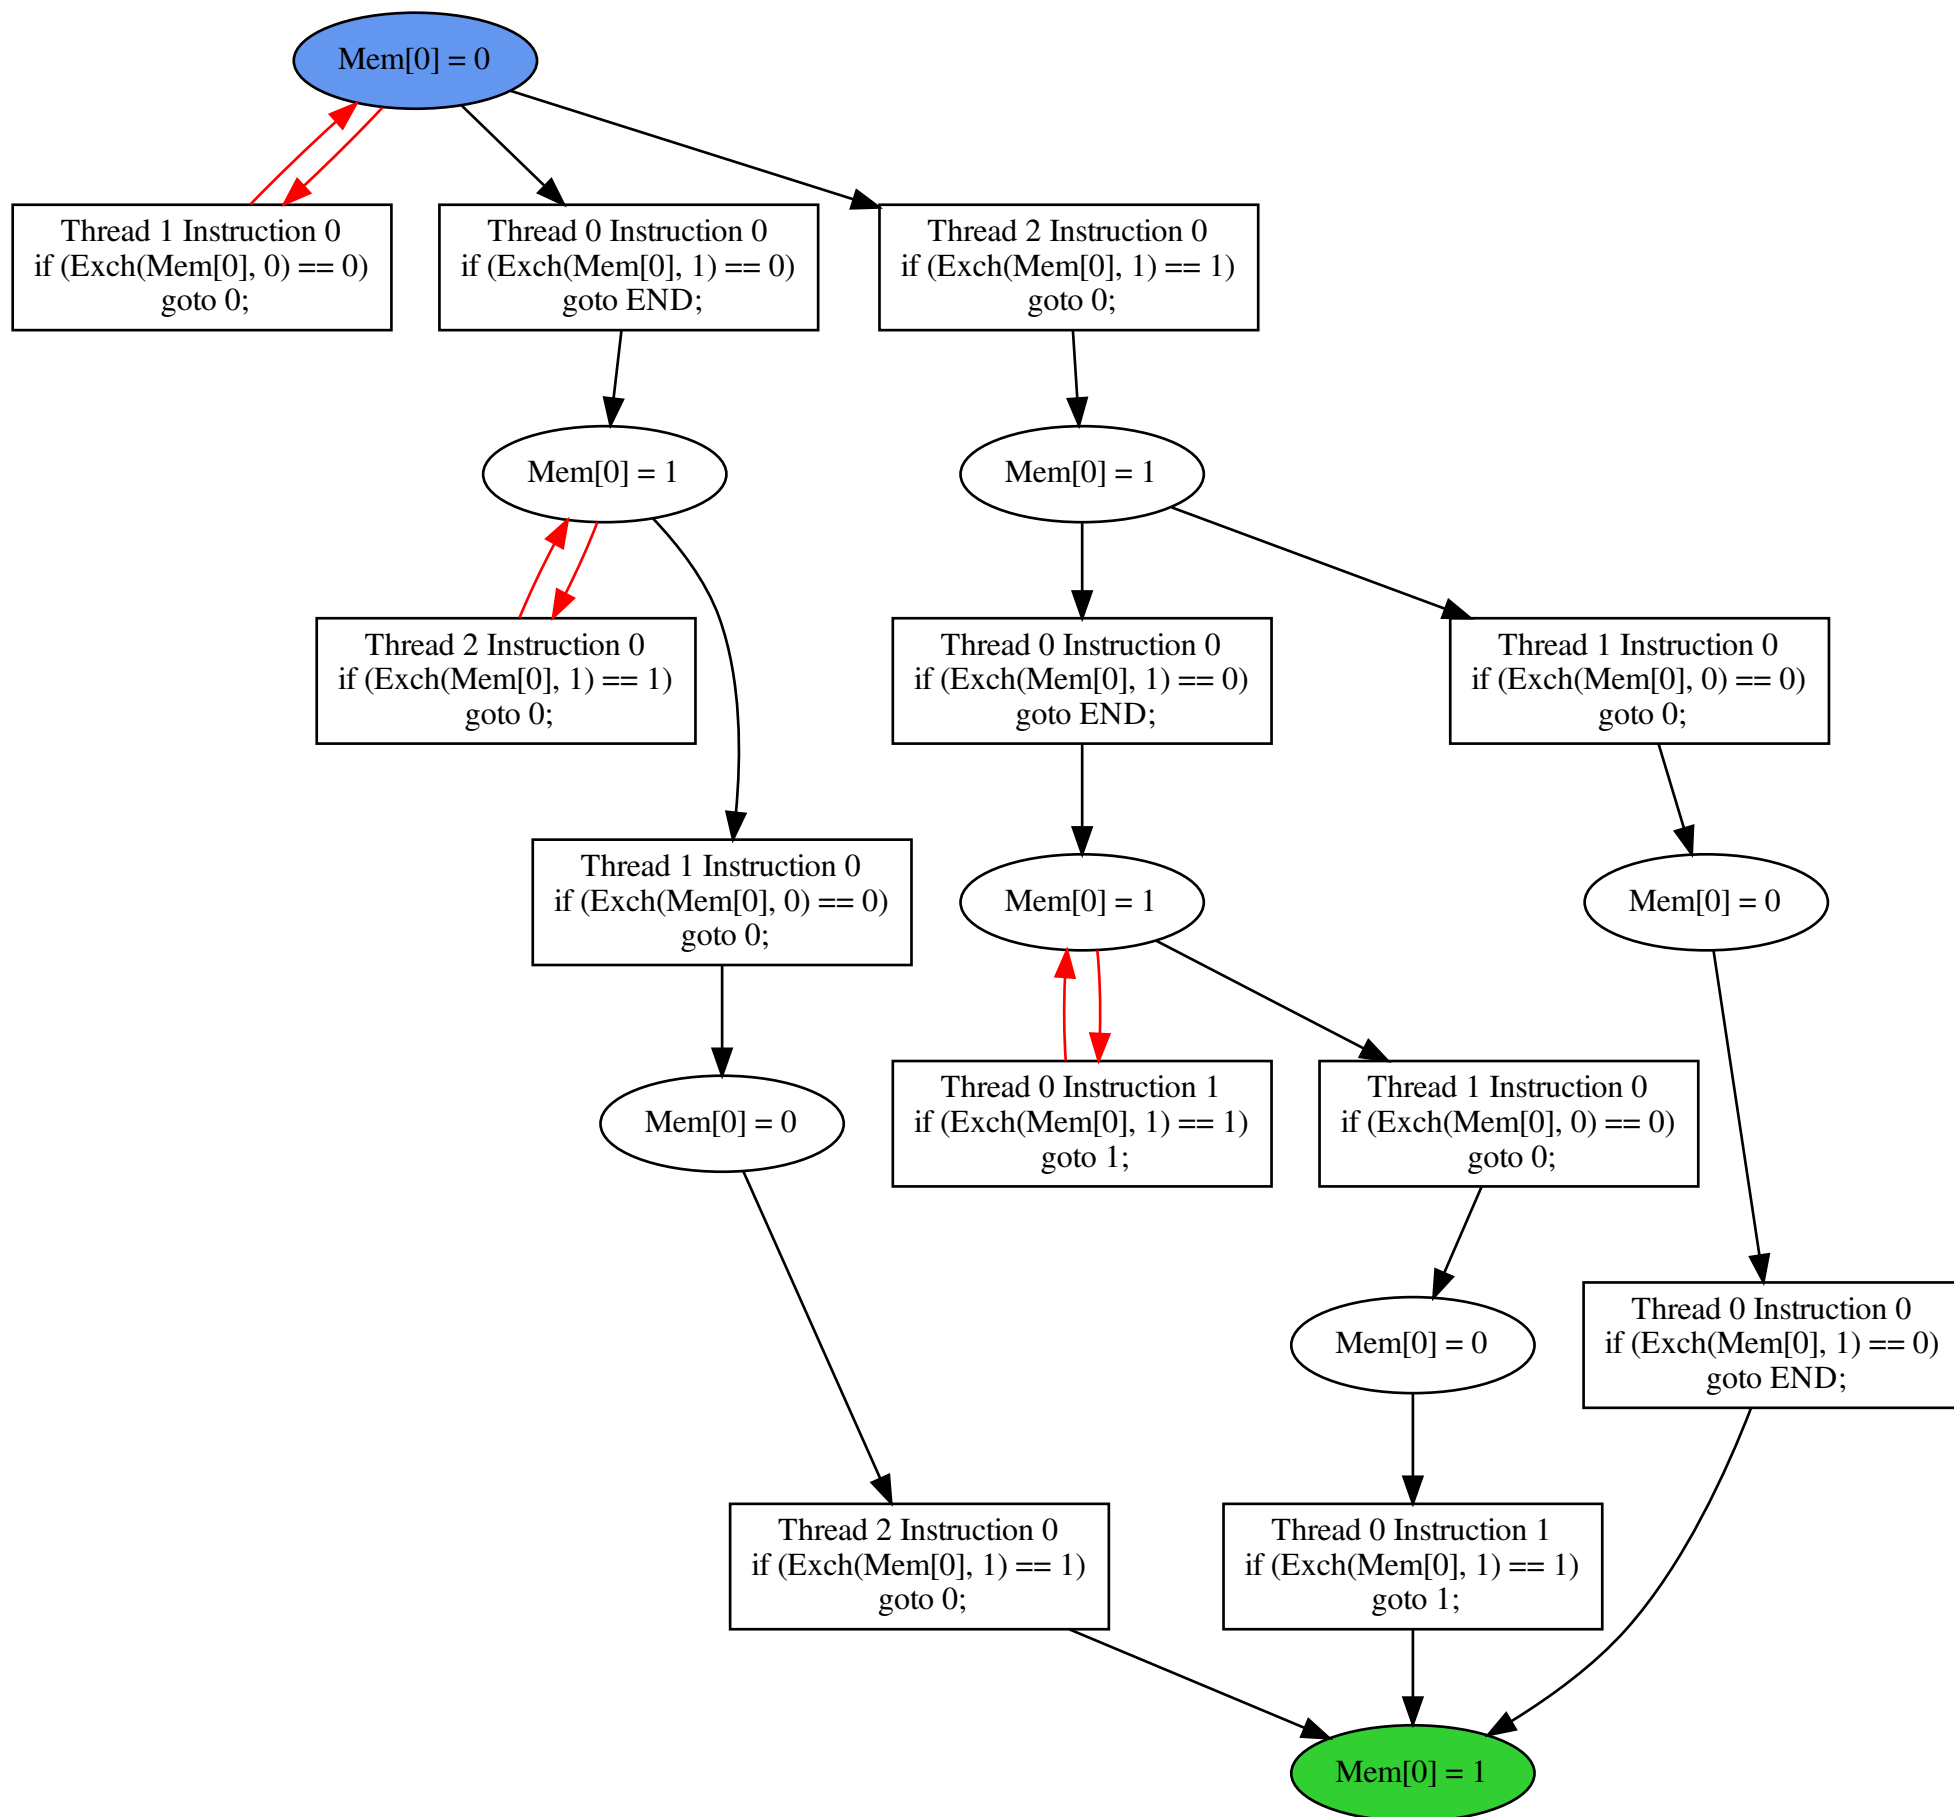 Mem[0] = 0
Thread 1 Instruction 0
if (Exch(Mem[0], 0) == 0)
goto 0;
Thread 0 Instruction 0
if (Exch(Mem[0], 1) == 0)
goto END;
Thread 2 Instruction 0
if (Exch(Mem[0], 1) == 1)
goto 0;
Mem[0] = 1
Mem[0] = 1
Thread 2 Instruction 0
if (Exch(Mem[0], 1) == 1)
goto 0;
Thread 0 Instruction 0
if (Exch(Mem[0], 1) == 0)
goto END;
Thread 1 Instruction 0
if (Exch(Mem[0], 0) == 0)
goto 0;
Thread 1 Instruction 0
if (Exch(Mem[0], 0) == 0)
goto 0;
Mem[0] = 1
Mem[0] = 0
Mem[0] = 0
Thread 0 Instruction 1
if (Exch(Mem[0], 1) == 1)
goto 1;
Thread 1 Instruction 0
if (Exch(Mem[0], 0) == 0)
goto 0;
Mem[0] = 0
Thread 0 Instruction 0
if (Exch(Mem[0], 1) == 0)
goto END;
Thread 2 Instruction 0
if (Exch(Mem[0], 1) == 1)
goto 0;
Thread 0 Instruction 1
if (Exch(Mem[0], 1) == 1)
goto 1;
Mem[0] = 1